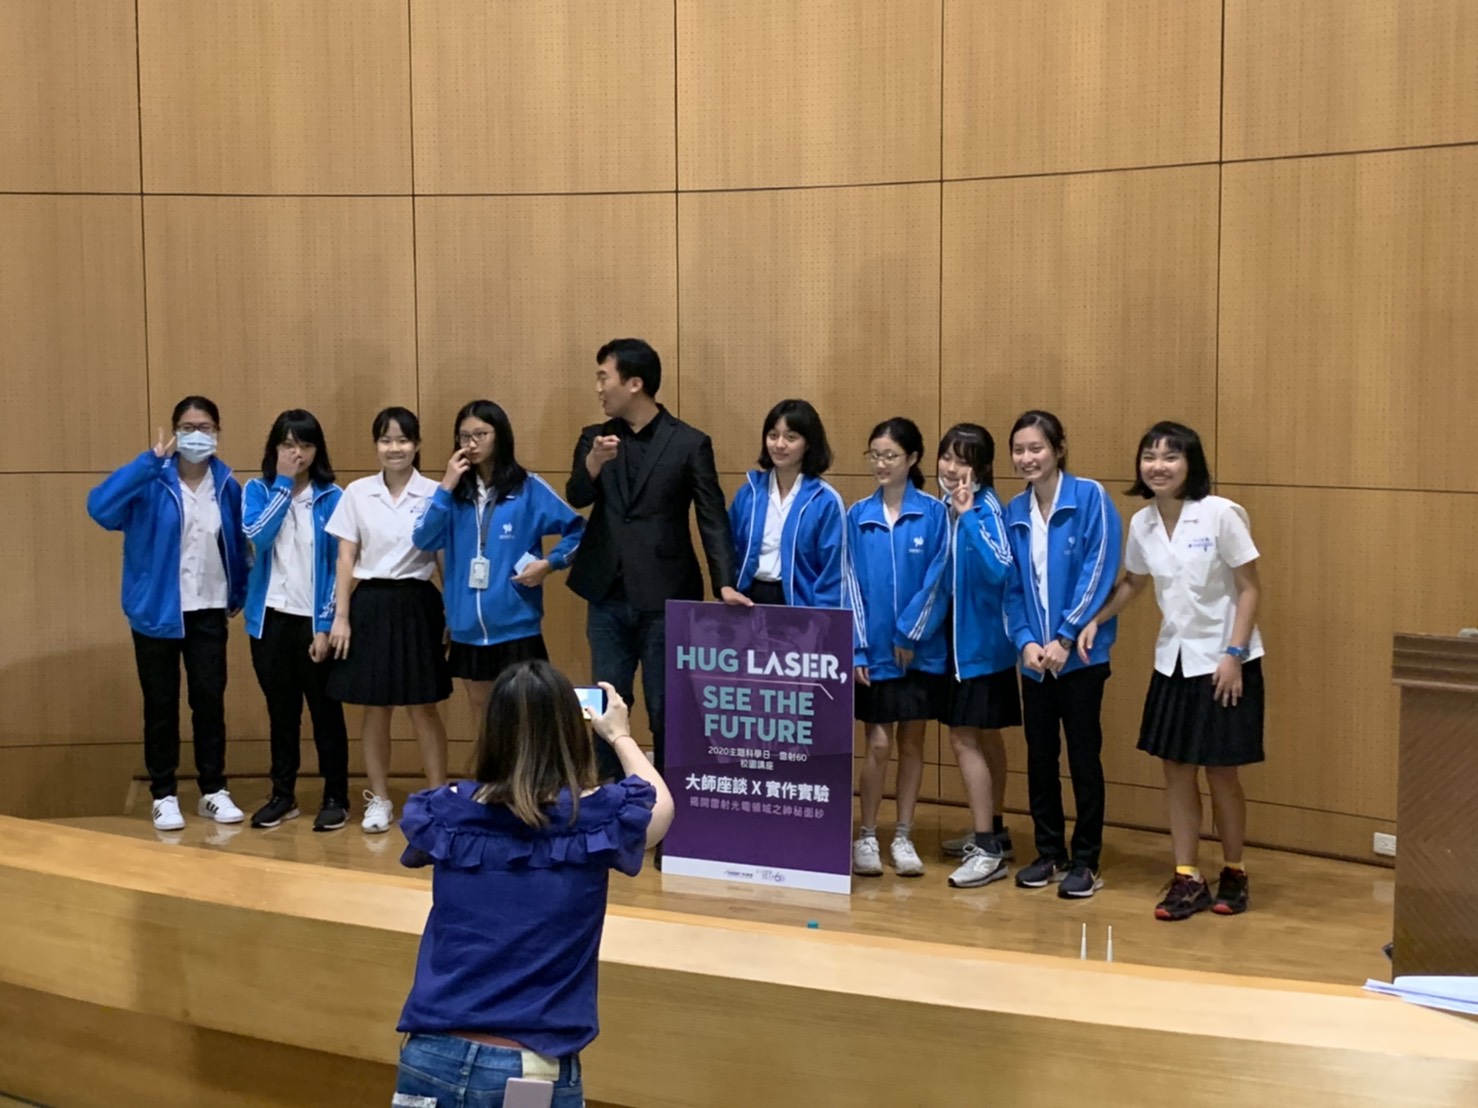 HUG LASER,
SEE THE
FUTURE
2020主題科學日─雷射60
校園講座
大師座談 X 實作實驗
揭開雷射光電領域之神秘面紗